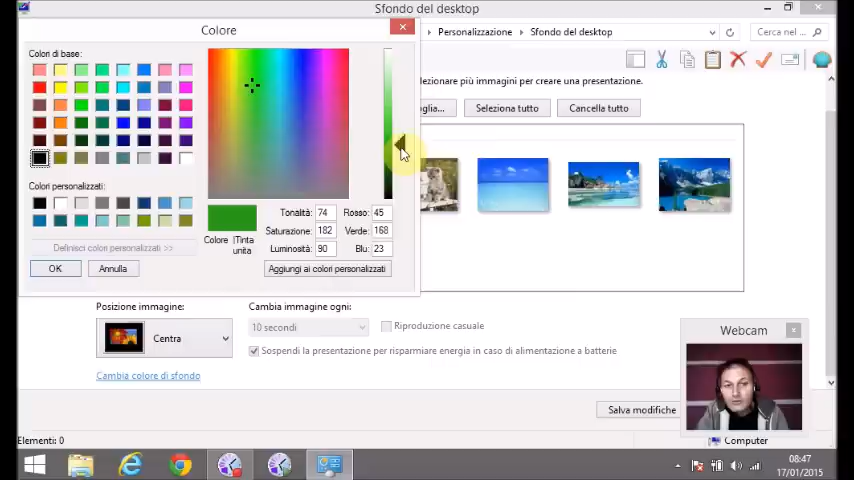 Sfondo del desktop
Colore
Personalizzazione
Sfondo del desktop
Cerca nel ...
Colori di base:
elezionare più immagini per creare una presentazione.
glia...
Seleziona tutto
Cancella tutto
Colori personalizzati:
Definisci colori personalizzati >>
OK
Annulla
Colore |Tinta
unita
Tonalità: 74
Saturazione: 182
Luminosità: 90
Rosso: 45
Verde: 168
Blu: 23
Aggiungi ai colori personalizzati
Posizione immagine:
Centra
Cambia immagine ogni:
10 secondi
Riproduzione casuale
Sospendi la presentazione per risparmiare energia in caso di alimentazione a batterie
Cambia colore di sfondo
Webcam
Salva modifiche
Elementi: 0
Computer
08:47
17/01/2015